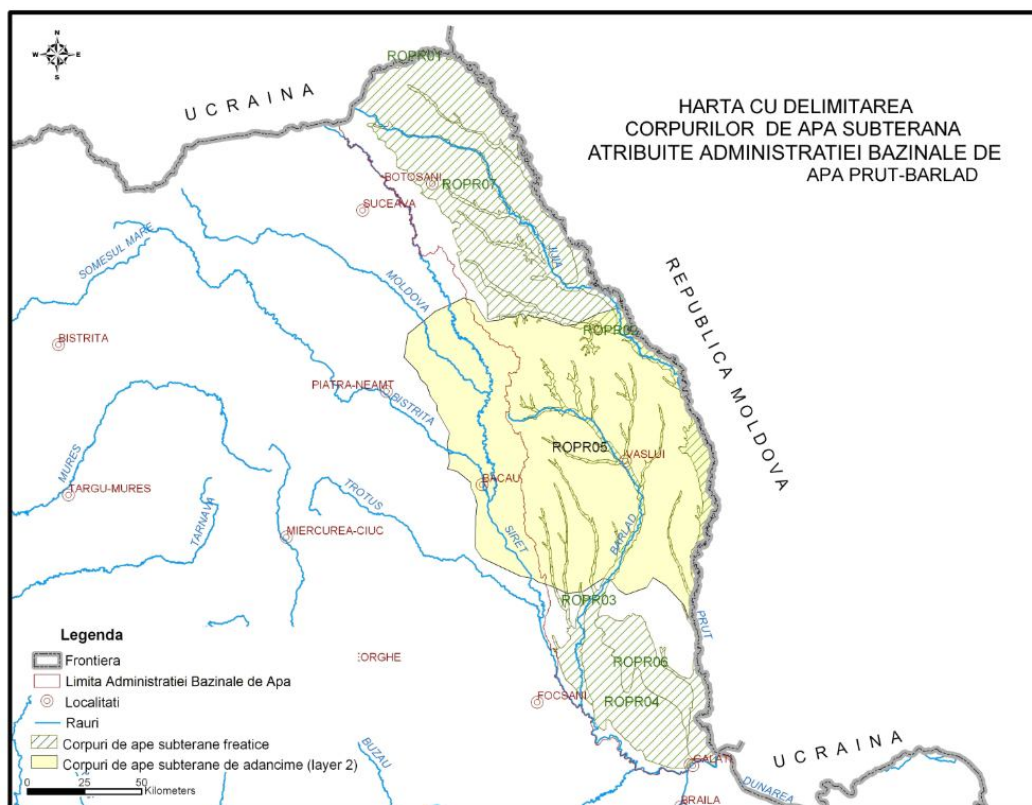 N
W E
S
UCRAINA
HARTA CU DELIMITAREA
CORPURILOR DE APA SUBTERANA
ATRIBUITE ADMINISTRATIEI BAZINALE DE
APA PRUT-BARLAD
ROPR01
BOTOSANI
ROPR07
SUCEAVA
SOMESUL MARE
MOLDOVA
JIJIA
REPUBLICA MOLDOVA
BISTRITA
ROPR02
PIATRA-NEAMT
BISTRITA
ROPR05
VASLUI
MURES
TARGU-MURES
TARNAVA
BACAU
TROTUS
MIERCUREA-CIUC
SIRET
BARLAD
ROPR03
PRUT
ORGHE
ROPR06
FOCSANI
ROPR04
UCRAINA
GALATI
DUNAREA
BRAILA
BUZAU
Legenda
Frontiera
Limita Administratiei Bazinale de Apa
Localitati
Rauri
Corpuri de ape subterane freatice
Corpuri de ape subterane de adancime (layer 2)
0 25 50
Kilometers